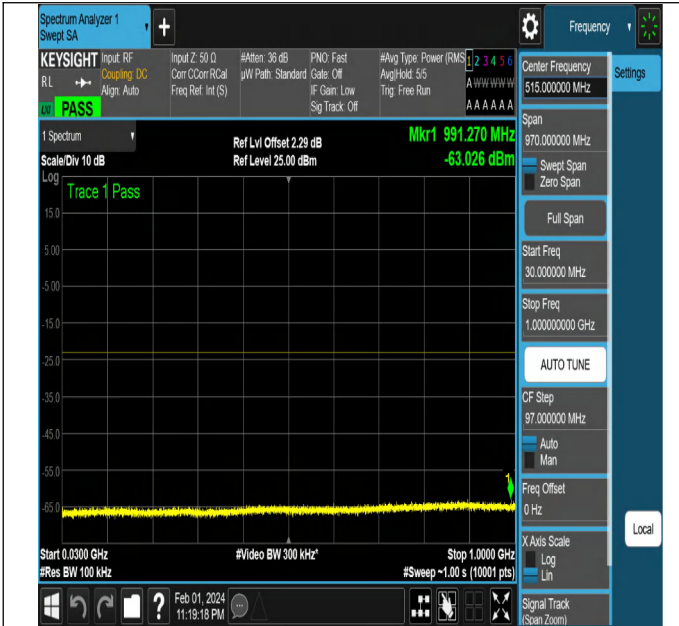 Spectrum Analyzer 1
Swept SA
+
Frequency
KEYSIGHT
RL
LXI
PASS
Input: RF
Coupling: DC
Align: Auto
Input Z: 50 Ω
Corr CCorr RCal
Freq Ref: Int (S)
#Atten: 36 dB
µW Path: Standard
PNO: Fast
Gate: Off
IF Gain: Low
Sig Track: Off
#Avg Type: Power (RMS
Avg|Hold: 5/5
Trig: Free Run
1 2 3 4 5 6
A W W W W W
A A A A A A
1 Spectrum
Scale/Div 10 dB
Log
Ref Lvl Offset 2.29 dB
Ref Level 25.00 dBm
Mkr1 991.270 MHz
-63.026 dBm
Trace 1 Pass
15.0
5.00
-5.00
-15.0
-25.0
-35.0
-45.0
-55.0
-65.0
1
Start 0.0300 GHz
#Res BW 100 kHz
#Video BW 300 kHz*
Stop 1.0000 GHz
#Sweep ~1.00 s (10001 pts)
?
Feb 01, 2024
11:19:18 PM
Center Frequency
515.000000 MHz
Span
970.000000 MHz
Swept Span
Zero Span
Full Span
Start Freq
30.000000 MHz
Stop Freq
1.000000000 GHz
AUTO TUNE
CF Step
97.000000 MHz
Auto
Man
Freq Offset
0 Hz
X Axis Scale
Log
Lin
Signal Track
(Span Zoom)
Settings
Local